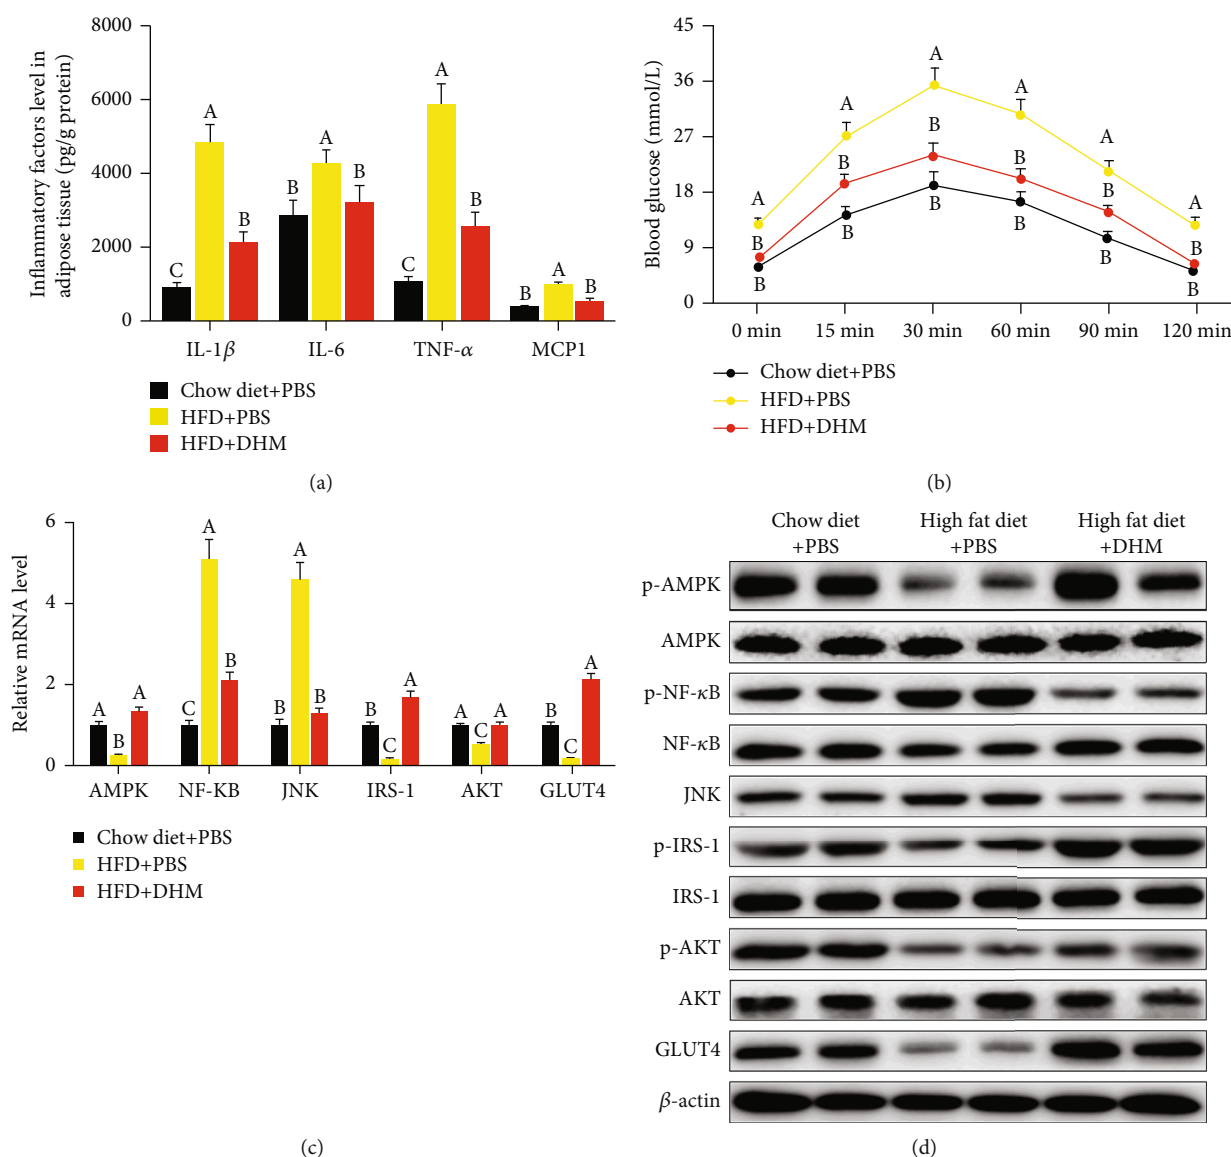 Inflammatory factors level in
adipose tissue (pg/g protein)
8000
6000
4000
2000
0
C A B
B A B
C A B
B A B
IL-1β IL-6 TNF-α MCP1
Chow diet+PBS
HFD+PBS
HFD+DHM
(a)
Blood glucose (mmol/L)
45
36
27
18
9
0
A A A A A A
B B B B B B
B B B B B B
0 min 15 min 30 min 60 min 90 min 120 min
Chow diet+PBS
HFD+PBS
HFD+DHM
(b)
Relative mRNA level
6
4
2
0
A B A
C A B
B A B
B C A
A C A
B C A
AMPK NF-KB JNK IRS-1 AKT GLUT4
Chow diet+PBS
HFD+PBS
HFD+DHM
(c)
Chow diet High fat diet High fat diet
+PBS +PBS +DHM
p-AMPK
AMPK
p-NF-κB
NF-κB
JNK
p-IRS-1
IRS-1
p-AKT
AKT
GLUT4
β-actin
(d)